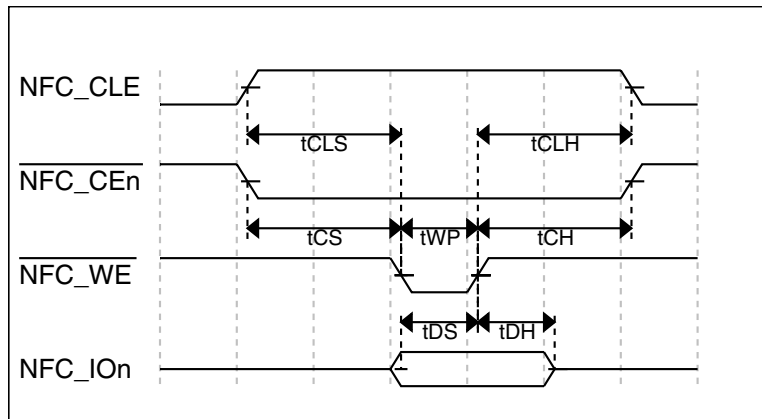 NFC_CLE
tCLS tCLH
NFC_CEn
tCS tWP tCH
NFC_WE
tDS tDH
NFC_IOn